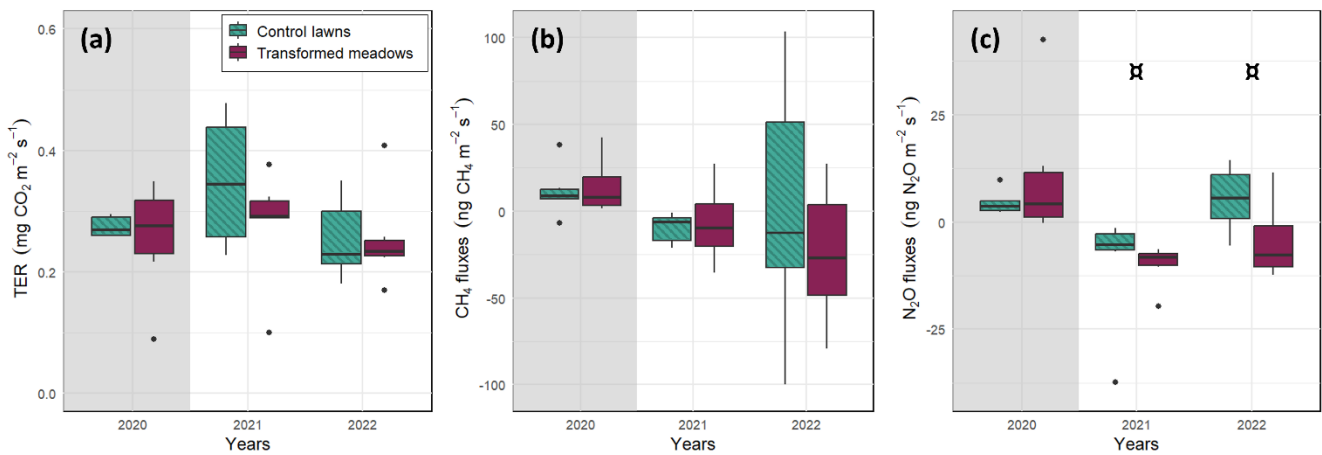 (a)
Control lawns
Transformed meadows
TER (mg CO₂ m⁻² s⁻¹)
0.6
0.4
0.2
0.0
2020 2021 2022
Years
(b)
CH₄ fluxes (ng CH₄ m⁻² s⁻¹)
100
50
0
-50
-100
2020 2021 2022
Years
(c)
¤ ¤
N₂O fluxes (ng N₂O m⁻² s⁻¹)
25
0
-25
2020 2021 2022
Years